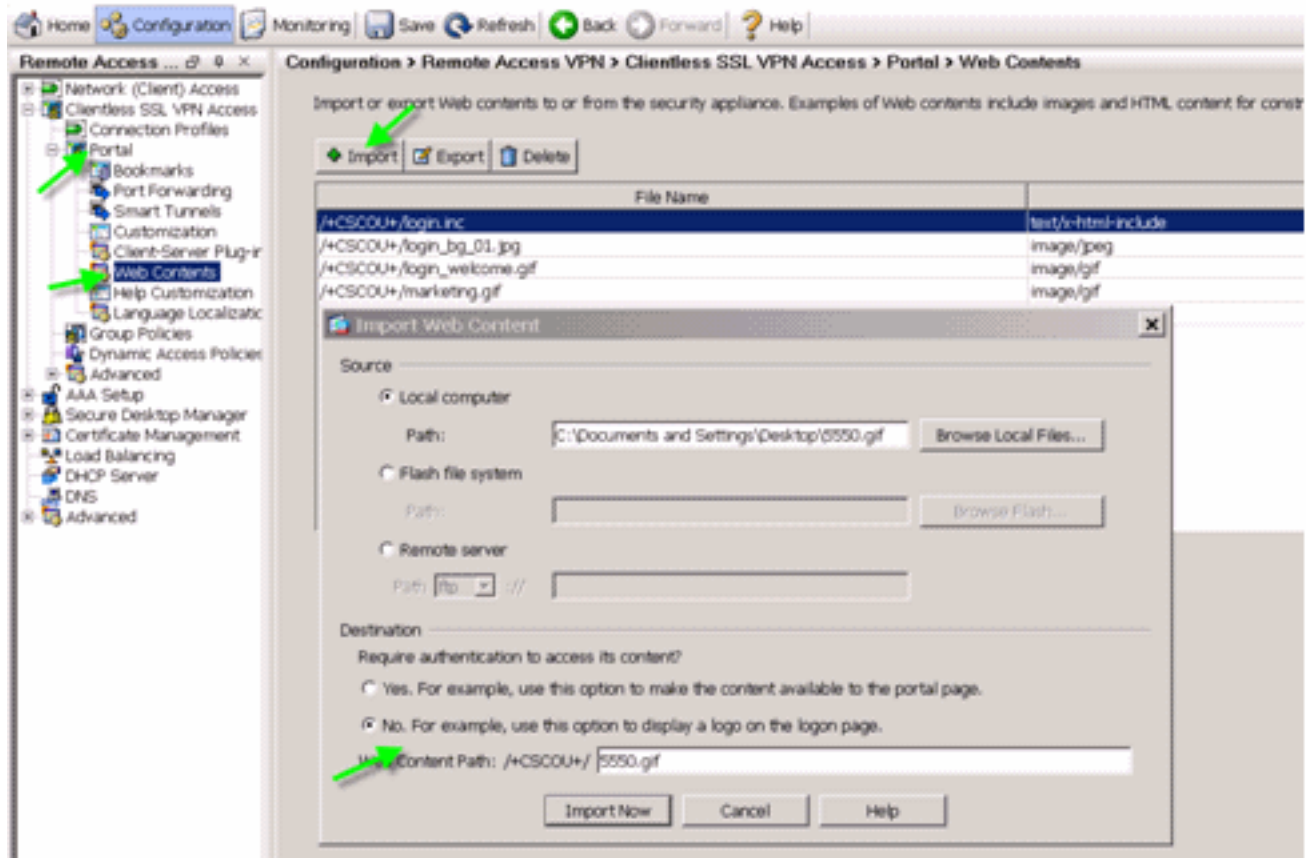 Home Configuration Monitoring Save Refresh Back Forward Help
Remote Access ...
Network (Client) Access
Clientless SSL VPN Access
Connection Profiles
Portal
Bookmarks
Port Forwarding
Smart Tunnels
Customization
Client-Server Plug-ir
Web Contents
Help Customization
Language Localizatic
Group Policies
Dynamic Access Policies
Advanced
AAA Setup
Secure Desktop Manager
Certificate Management
Load Balancing
DHCP Server
DNS
Advanced
Configuration > Remote Access VPN > Clientless SSL VPN Access > Portal > Web Contents
Import or export Web contents to or from the security appliance. Examples of Web contents include images and HTML content for constr
Import Export Delete
File Name
/+CSCOU+/login.inc text/x-html-include
/+CSCOU+/login_bg_01.jpg image/jpeg
/+CSCOU+/login_welcome.gif image/gif
/+CSCOU+/marketing.gif image/gif
Import Web Content
Source
Local computer
Path: C:\Documents and Settings\Desktop\5550.gif Browse Local Files...
Flash file system
Path: Browse Flash...
Remote server
Path ftp ://
Destination
Require authentication to access its content?
Yes. For example, use this option to make the content available to the portal page.
No. For example, use this option to display a logo on the logon page.
Web Content Path: /+CSCOU+/ 5550.gif
Import Now Cancel Help